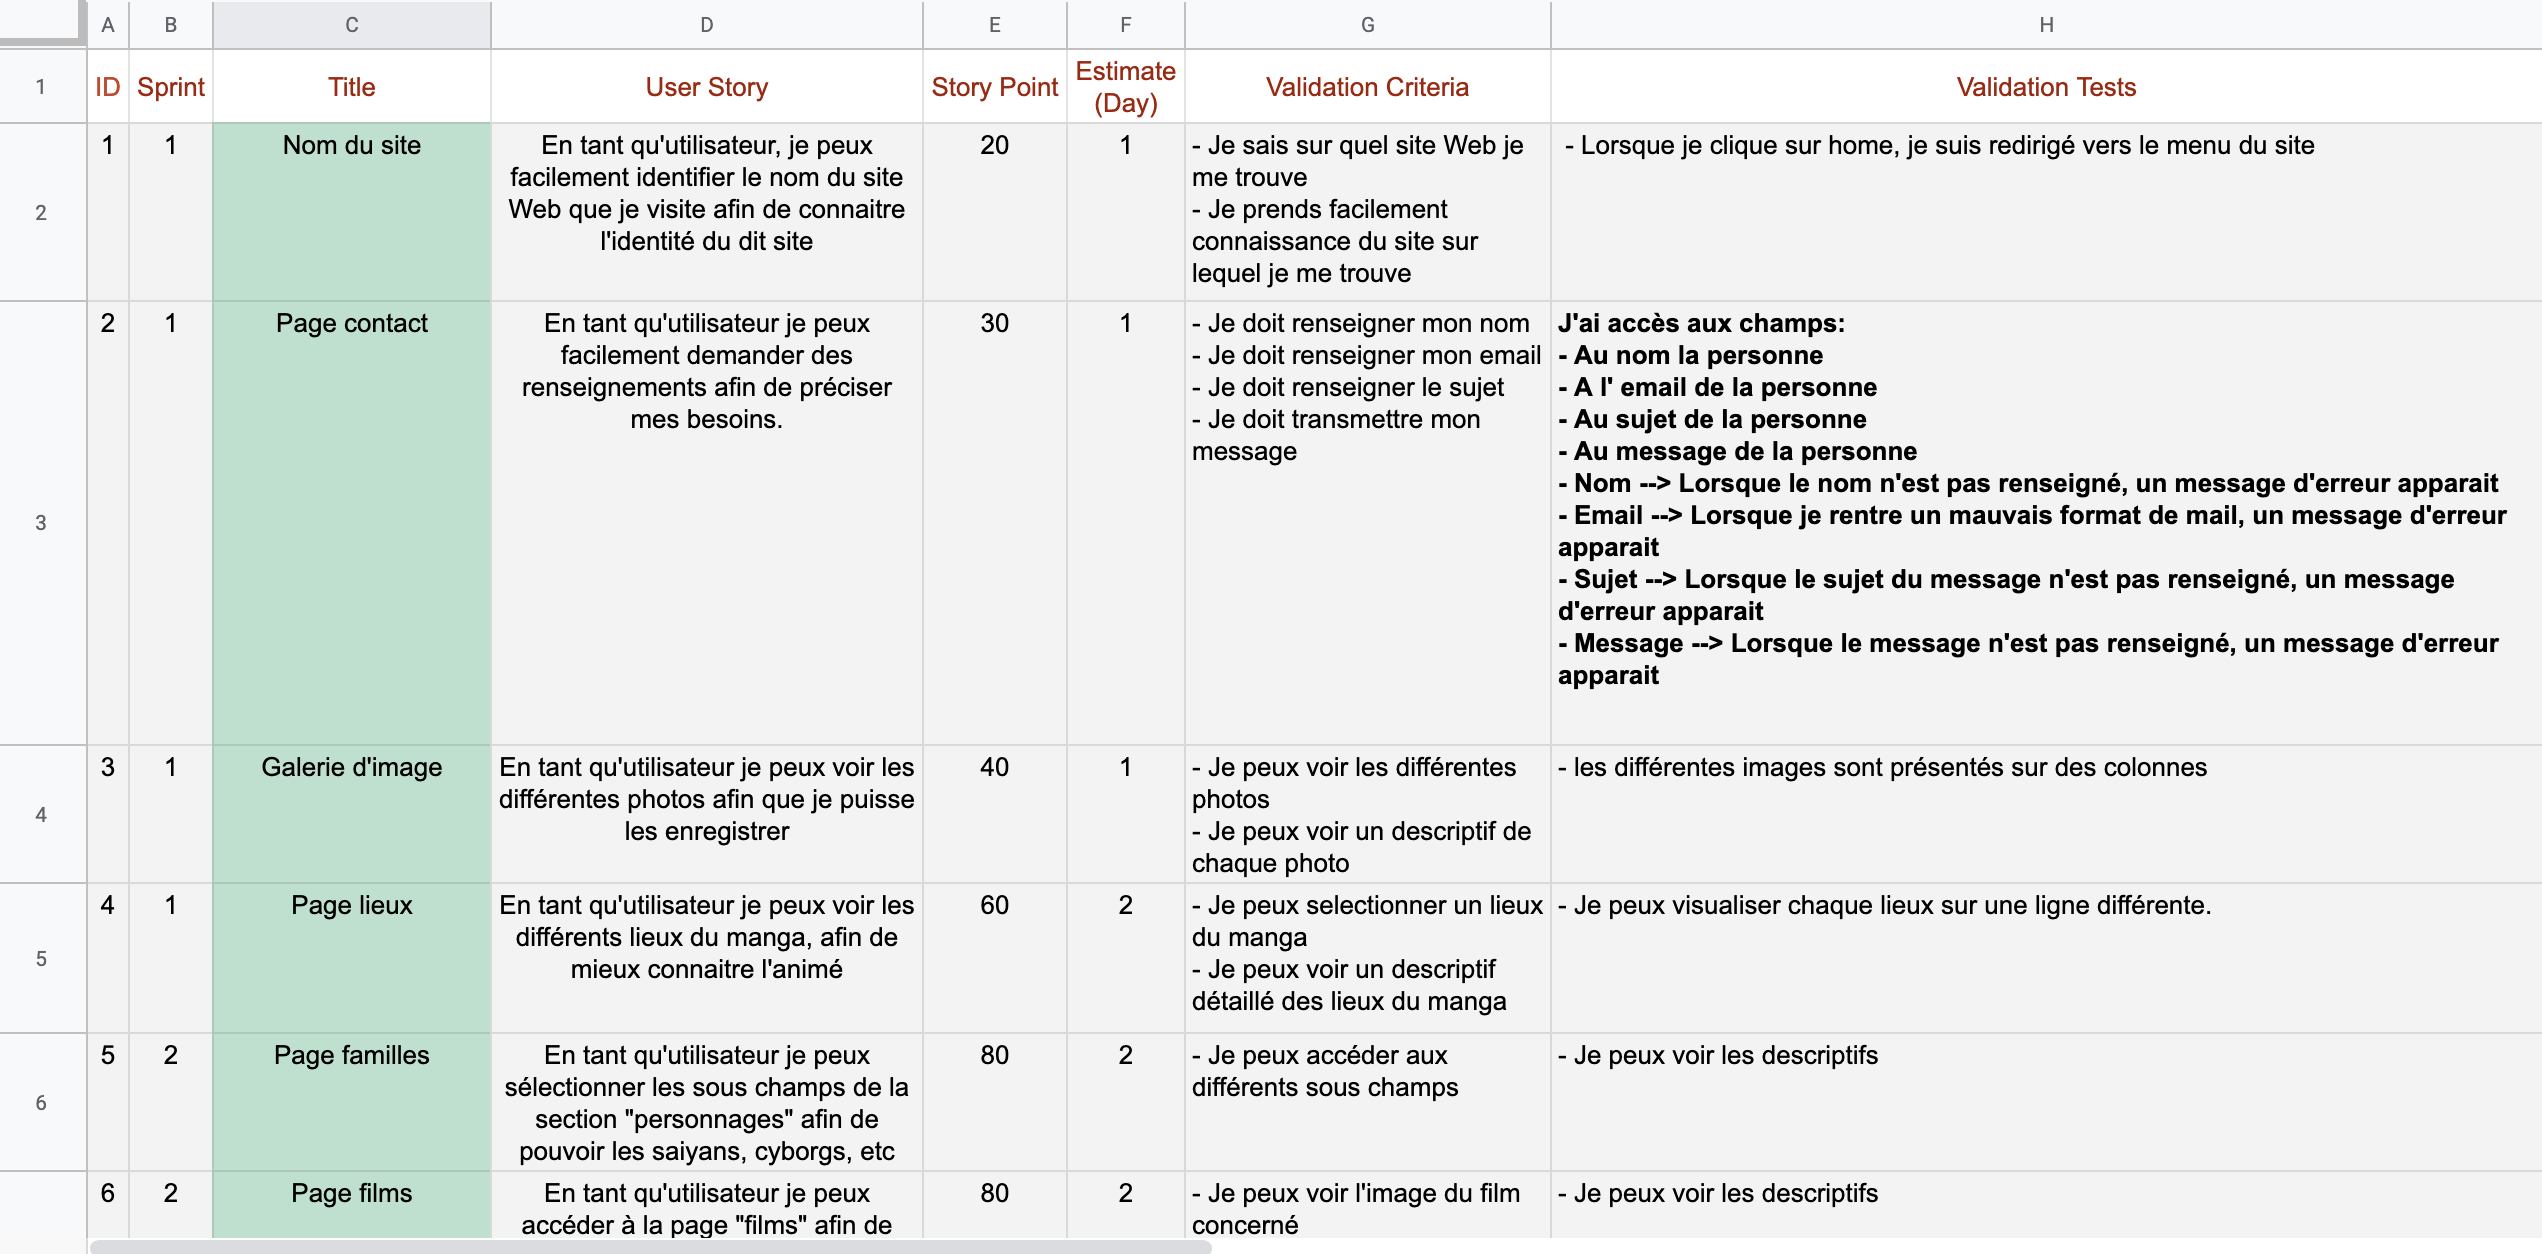 A B C D E F G H
1 ID Sprint Title User Story Story Point Estimate (Day) Validation Criteria Validation Tests
2
1
1
Nom du site
En tant qu'utilisateur, je peux
facilement identifier le nom du site
Web que je visite afin de connaitre
l'identité du dit site
20
1
- Je sais sur quel site Web je
me trouve
- Je prends facilement
connaissance du site sur
lequel je me trouve
- Lorsque je clique sur home, je suis redirigé vers le menu du site
3
2
1
Page contact
En tant qu'utilisateur je peux
facilement demander des
renseignements afin de préciser
mes besoins.
30
1
- Je doit renseigner mon nom
- Je doit renseigner mon email
- Je doit renseigner le sujet
- Je doit transmettre mon
message
J'ai accès aux champs:
- Au nom la personne
- A l' email de la personne
- Au sujet de la personne
- Au message de la personne
- Nom --> Lorsque le nom n'est pas renseigné, un message d'erreur apparait
- Email --> Lorsque je rentre un mauvais format de mail, un message d'erreur
apparait
- Sujet --> Lorsque le sujet du message n'est pas renseigné, un message
d'erreur apparait
- Message --> Lorsque le message n'est pas renseigné, un message d'erreur
apparait
4
3
1
Galerie d'image
En tant qu'utilisateur je peux voir les
différentes photos afin que je puisse
les enregistrer
40
1
- Je peux voir les différentes
photos
- Je peux voir un descriptif de
chaque photo
- les différentes images sont présentés sur des colonnes
5
4
1
Page lieux
En tant qu'utilisateur je peux voir les
différents lieux du manga, afin de
mieux connaitre l'animé
60
2
- Je peux selectionner un lieux
du manga
- Je peux voir un descriptif
détaillé des lieux du manga
- Je peux visualiser chaque lieux sur une ligne différente.
6
5
2
Page familles
En tant qu'utilisateur je peux
sélectionner les sous champs de la
section "personnages" afin de
pouvoir les saiyans, cyborgs, etc
80
2
- Je peux accéder aux
différents sous champs
- Je peux voir les descriptifs
6
2
Page films
En tant qu'utilisateur je peux
accéder à la page "films" afin de
80
2
- Je peux voir l'image du film
concerné
- Je peux voir les descriptifs